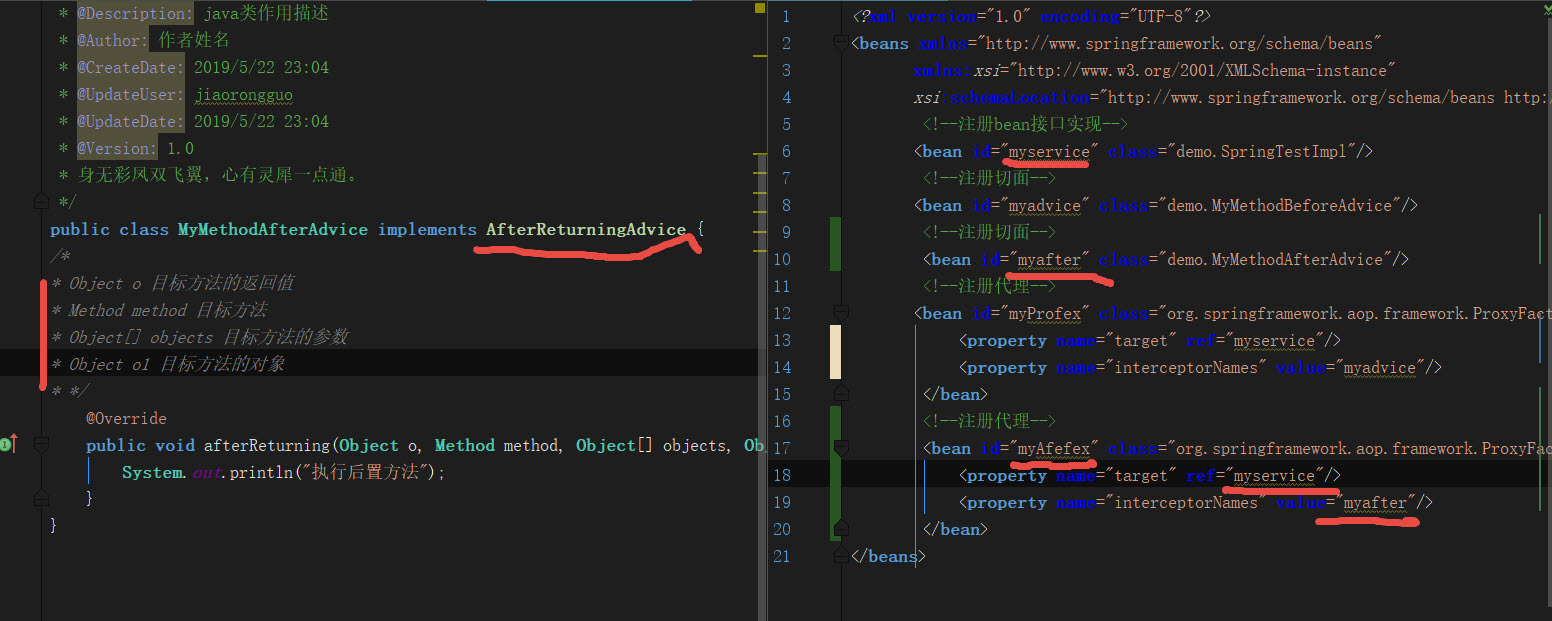 * @Description: java类作用描述
* @Author: 作者姓名
* @CreateDate: 2019/5/22 23:04
* @UpdateUser: jiaorongguo
* @UpdateDate: 2019/5/22 23:04
* @Version: 1.0
* 身无彩凤双飞翼，心有灵犀一点通。
*/
public class MyMethodAfterAdvice implements AfterReturningAdvice {
/*
* Object o 目标方法的返回值
* Method method 目标方法
* Object[] objects 目标方法的参数
* Object o1 目标方法的对象
* */
@Override
public void afterReturning(Object o, Method method, Object[] objects, Ob
System.out.println("执行后置方法");
}
}
1 <?xml version="1.0" encoding="UTF-8"?>
2 <beans xmlns="http://www.springframework.org/schema/beans"
3 xmlns:xsi="http://www.w3.org/2001/XMLSchema-instance"
4 xsi:schemaLocation="http://www.springframework.org/schema/beans http:
5 <!--注册bean接口实现-->
6 <bean id="myservice" class="demo.SpringTestImpl"/>
7 <!--注册切面-->
8 <bean id="myadvice" class="demo.MyMethodBeforeAdvice"/>
9 <!--注册切面-->
10 <bean id="myafter" class="demo.MyMethodAfterAdvice"/>
11 <!--注册代理-->
12 <bean id="myProfex" class="org.springframework.aop.framework.ProxyFact
13 <property name="target" ref="myservice"/>
14 <property name="interceptorNames" value="myadvice"/>
15 </bean>
16 <!--注册代理-->
17 <bean id="myAfefex" class="org.springframework.aop.framework.ProxyFac
18 <property name="target" ref="myservice"/>
19 <property name="interceptorNames" value="myafter"/>
20 </bean>
21 </beans>